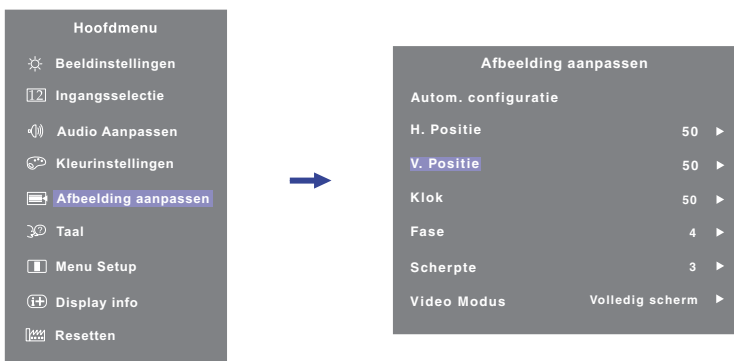 Hoofdmenu
Beeldinstellingen
12 Ingangsselectie
Audio Aanpassen
Kleurinstellingen
Afbeelding aanpassen
? Taal
Menu Setup
i+ Display info
Resetten
Afbeelding aanpassen
Autom. configuratie
H. Positie 50
V. Positie 50
Klok 50
Fase 4
Scherpte 3
Video Modus Volledig scherm